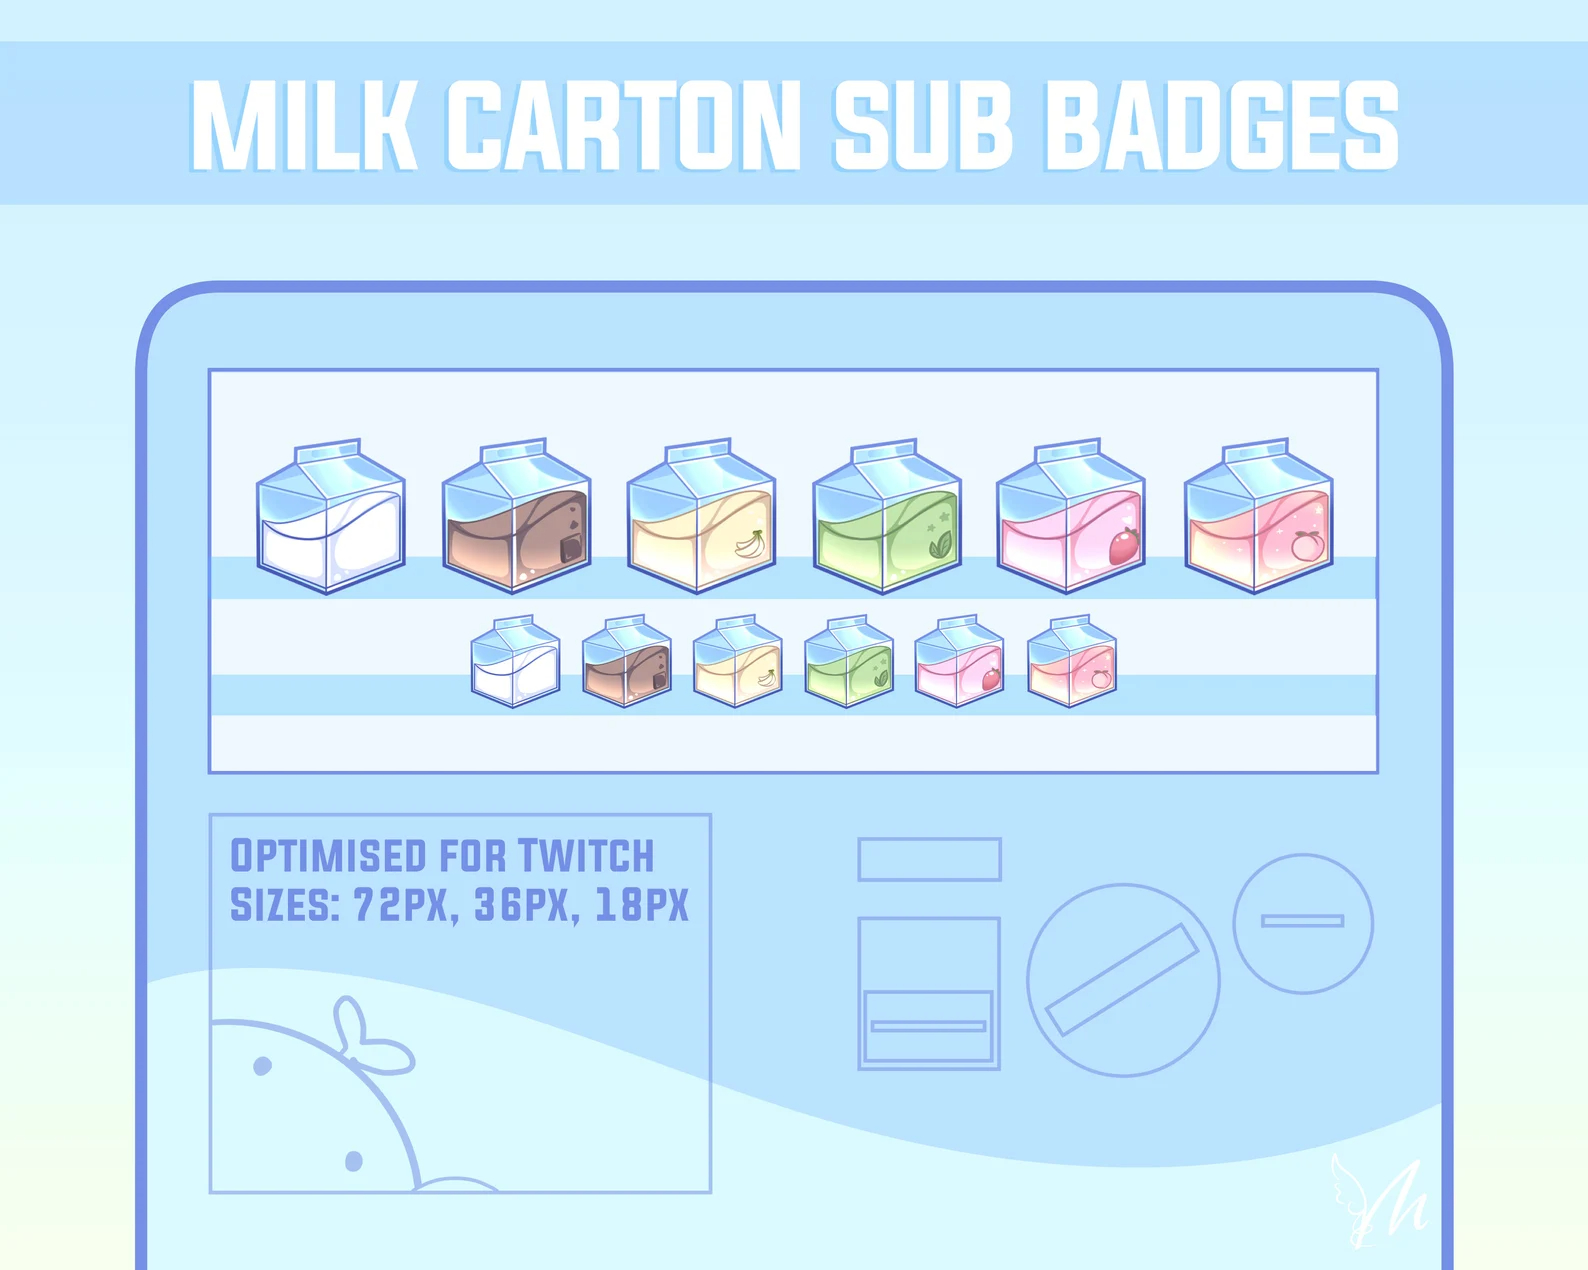 MILK CARTON SUB BADGES
OPTIMISED FOR TWITCH
SIZES: 72PX, 36PX, 18PX
M